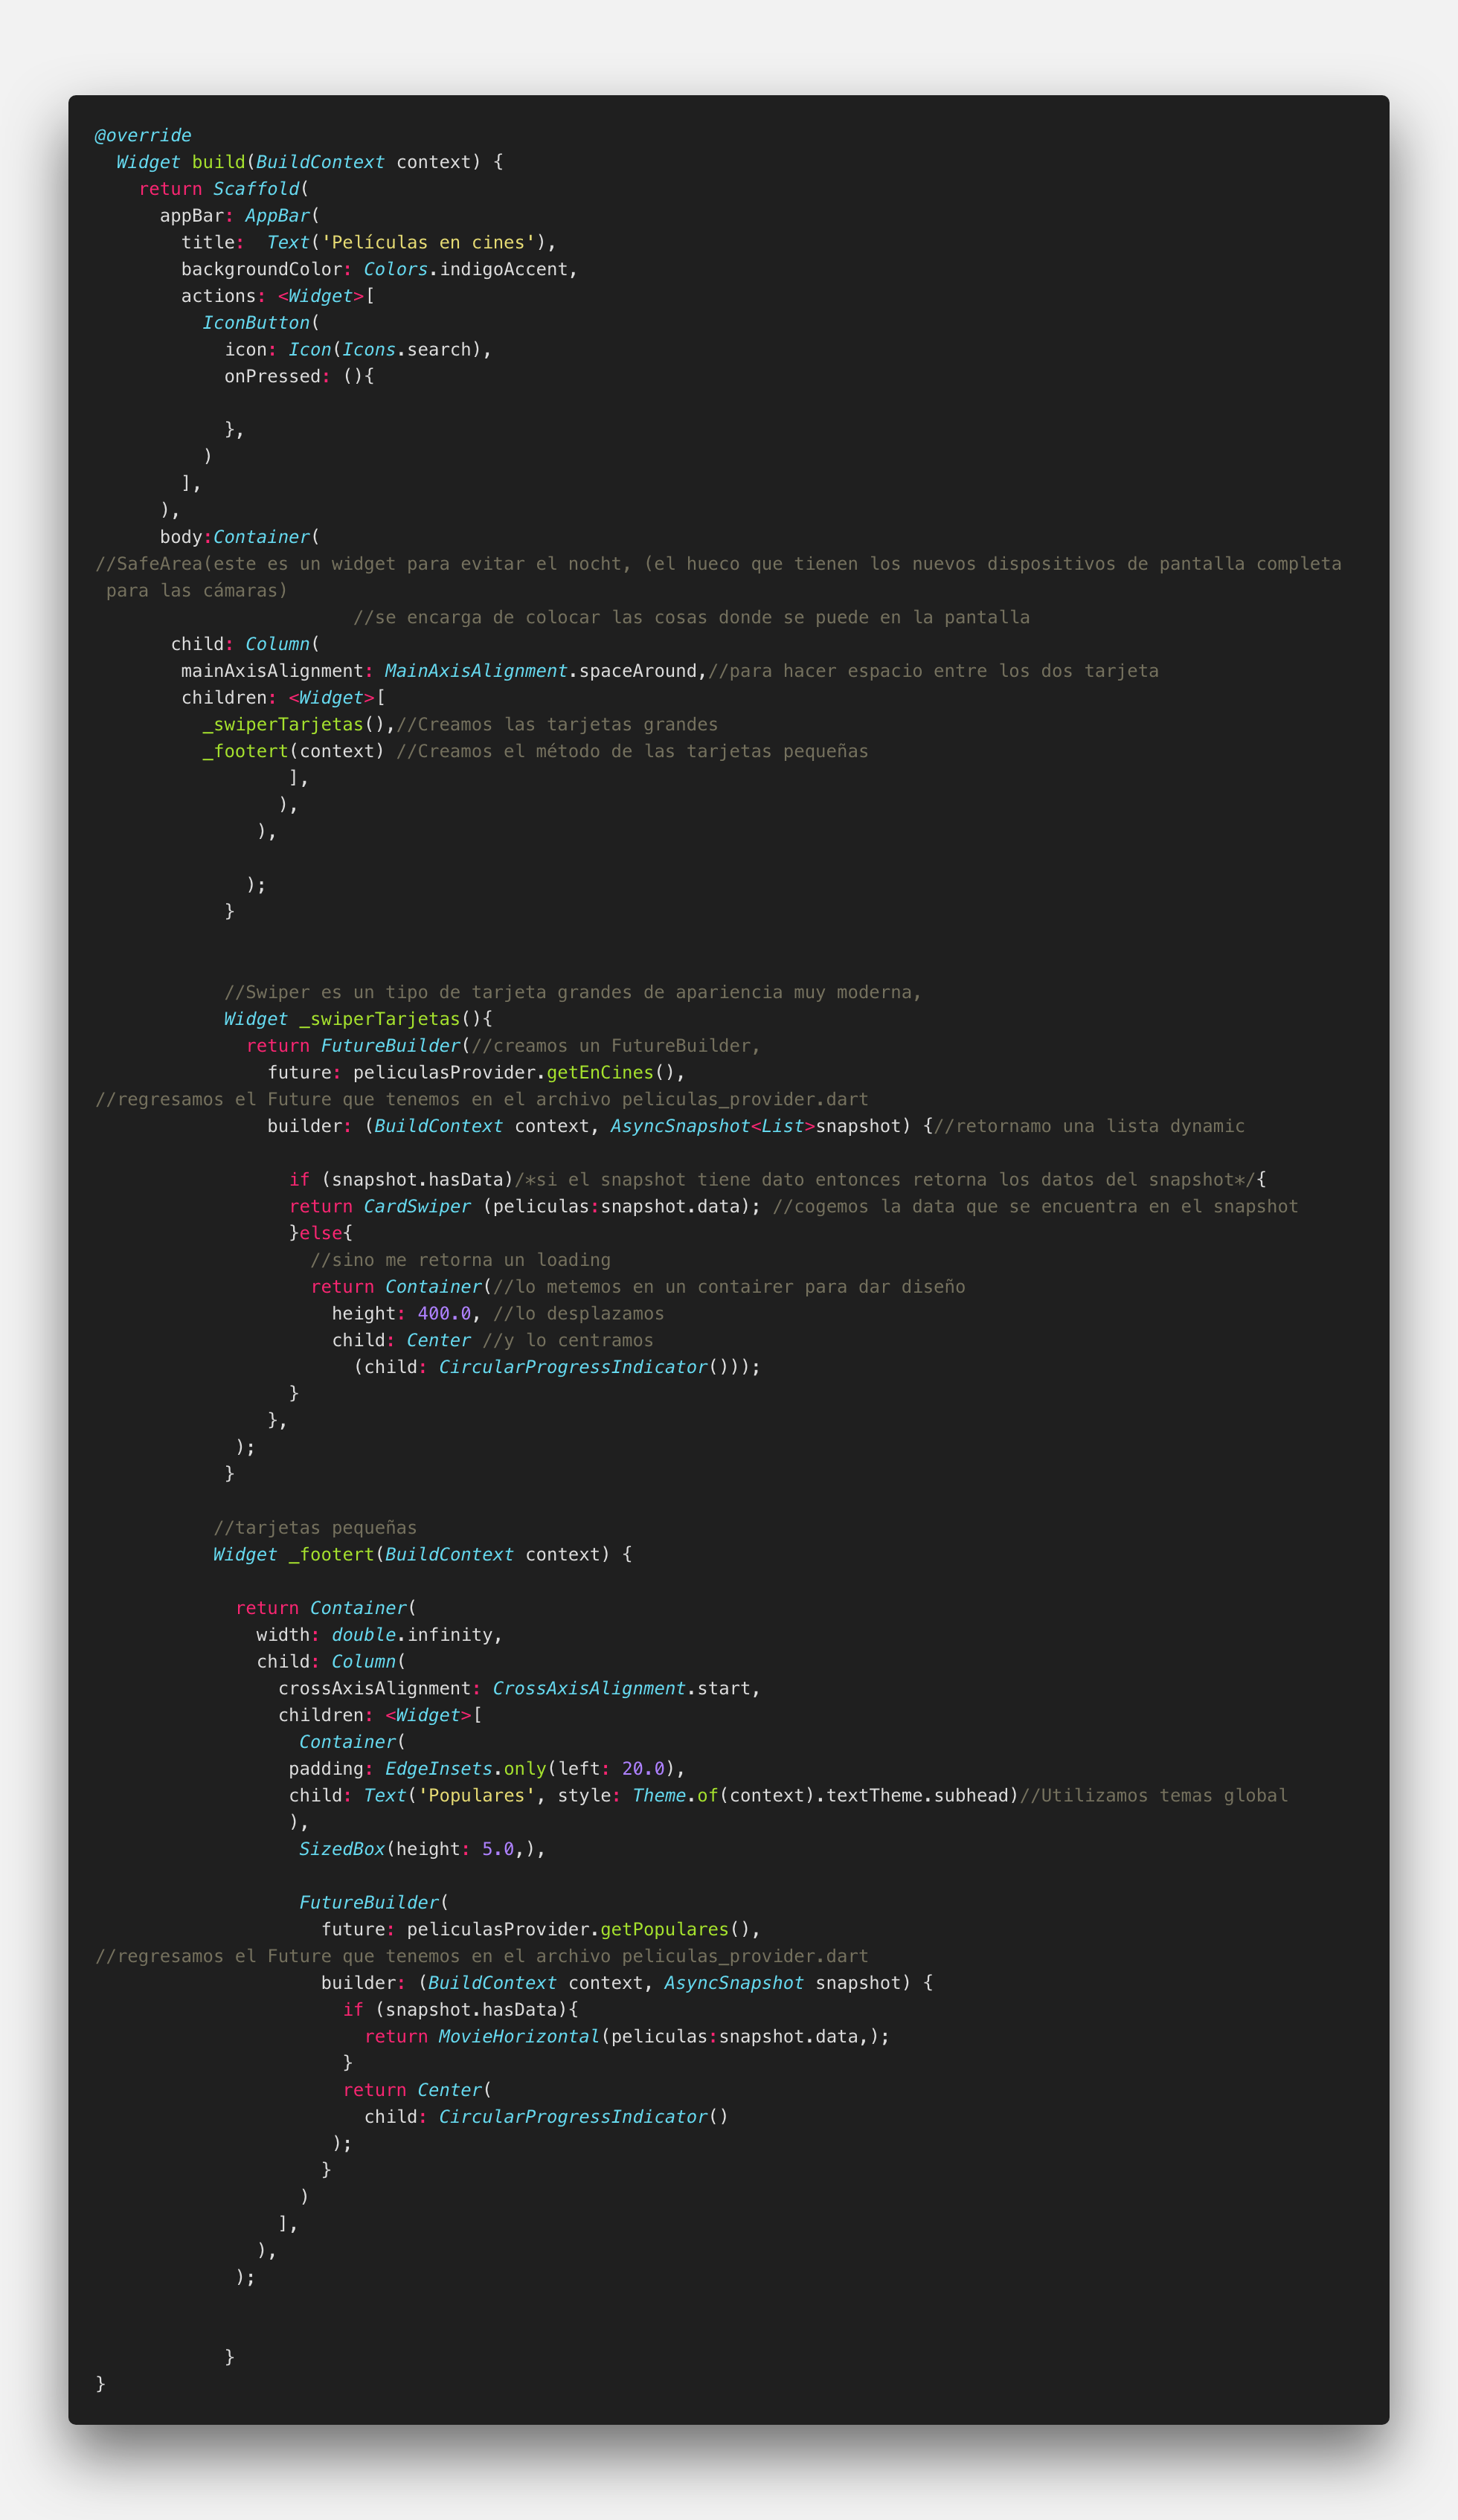 @override
  Widget build(BuildContext context) {
    return Scaffold(
      appBar: AppBar(
        title:  Text('Películas en cines'),
        backgroundColor: Colors.indigoAccent,
        actions: <Widget>[
          IconButton(
            icon: Icon(Icons.search),
            onPressed: (){

            },
          )
        ],
      ),
      body:Container(
//SafeArea(este es un widget para evitar el nocht, (el hueco que tienen los nuevos dispositivos de pantalla completa
 para las cámaras)
                        //se encarga de colocar las cosas donde se puede en la pantalla
       child: Column(
        mainAxisAlignment: MainAxisAlignment.spaceAround,//para hacer espacio entre los dos tarjeta
        children: <Widget>[
          _swiperTarjetas(),//Creamos las tarjetas grandes
          _footert(context) //Creamos el método de las tarjetas pequeñas
                  ],
                 ),
               ),

              );
            }


            //Swiper es un tipo de tarjeta grandes de apariencia muy moderna,
            Widget _swiperTarjetas(){
              return FutureBuilder(//creamos un FutureBuilder,
                future: peliculasProvider.getEnCines(),
//regresamos el Future que tenemos en el archivo peliculas_provider.dart
                builder: (BuildContext context, AsyncSnapshot<List>snapshot) {//retornamo una lista dynamic

                  if (snapshot.hasData)/*si el snapshot tiene dato entonces retorna los datos del snapshot*/{
                  return CardSwiper (peliculas:snapshot.data); //cogemos la data que se encuentra en el snapshot
                  }else{
                    //sino me retorna un loading
                    return Container(//lo metemos en un contairer para dar diseño
                      height: 400.0, //lo desplazamos
                      child: Center //y lo centramos
                        (child: CircularProgressIndicator()));
                  }
                },
             );
            }

           //tarjetas pequeñas
           Widget _footert(BuildContext context) {

             return Container(
               width: double.infinity,
               child: Column(
                 crossAxisAlignment: CrossAxisAlignment.start,
                 children: <Widget>[
                   Container(
                  padding: EdgeInsets.only(left: 20.0),
                  child: Text('Populares', style: Theme.of(context).textTheme.subhead)//Utilizamos temas global
                  ),
                   SizedBox(height: 5.0,),

                   FutureBuilder(
                     future: peliculasProvider.getPopulares(),
//regresamos el Future que tenemos en el archivo peliculas_provider.dart
                     builder: (BuildContext context, AsyncSnapshot snapshot) {
                       if (snapshot.hasData){
                         return MovieHorizontal(peliculas:snapshot.data,);
                       }
                       return Center(
                         child: CircularProgressIndicator()
                      );
                     }
                   )
                 ],
               ),
             );


            }
}